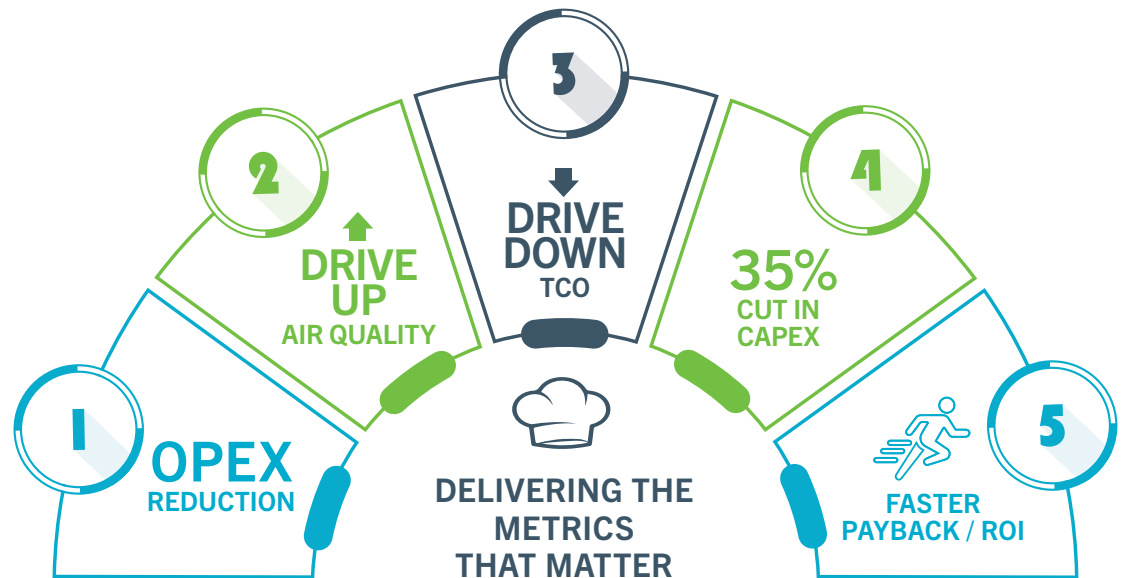 1
OPEX
REDUCTION
2
DRIVE
UP
AIR QUALITY
3
DRIVE
DOWN
TCO
4
35%
CUT IN
CAPEX
5
FASTER
PAYBACK / ROI
DELIVERING THE
METRICS
THAT MATTER